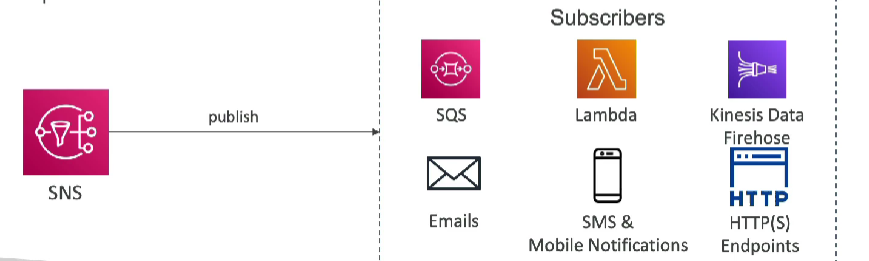 Subscribers
publish
SNS
SQS
Lambda
Kinesis Data
Firehose
Emails
SMS &
Mobile Notifications
HTTP
HTTP(S)
Endpoints